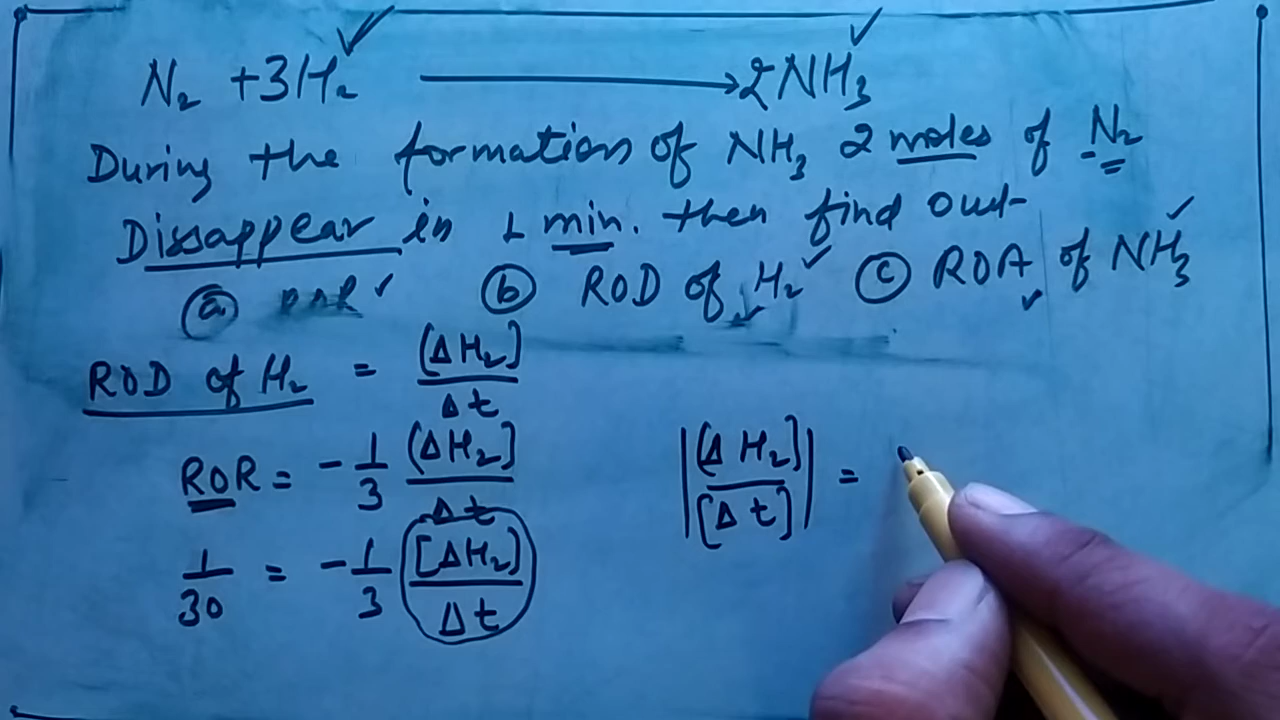 N₂ + 3H₂ ⟶ 2NH₃
During the formation of NH₃ 2 moles of N₂
Disappear in 1 min. then find out
(a) ROR (b) ROD of H₂ (c) ROA of NH₃
ROD of H₂ = [ΔH₂] / Δt
ROR = -1/3 [ΔH₂] / Δt
|[ΔH₂] / [Δt]| =
1/30 = -1/3 [ΔH₂] / Δt